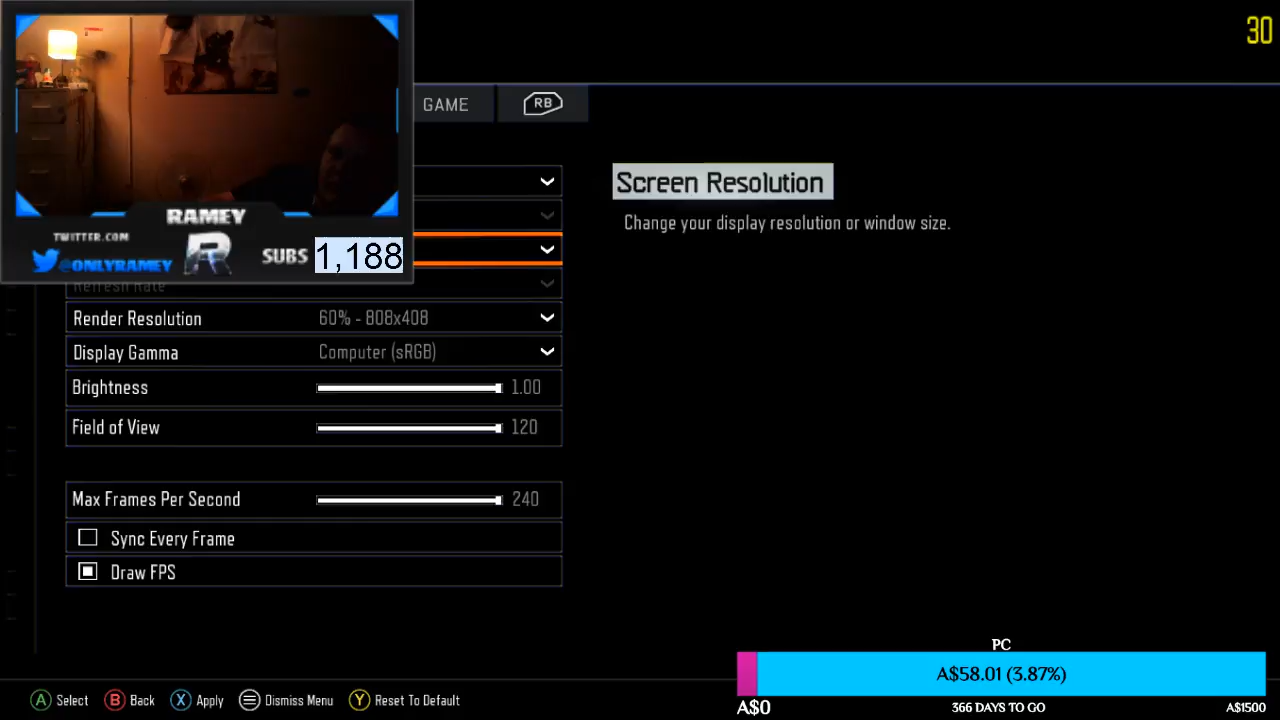 30
GAME
RB
Screen Resolution
Change your display resolution or window size.
RAMEY
TWITTER.COM
@ONLYRAMEY
R
SUBS 1,188
Refresh Rate
Render Resolution 60% - 808x408
Display Gamma Computer (sRGB)
Brightness 1.00
Field of View 120
Max Frames Per Second 240
Sync Every Frame
Draw FPS
PC
A$58.01 (3.87%)
A$0 366 DAYS TO GO A$1500
A Select B Back X Apply Dismiss Menu Y Reset To Default